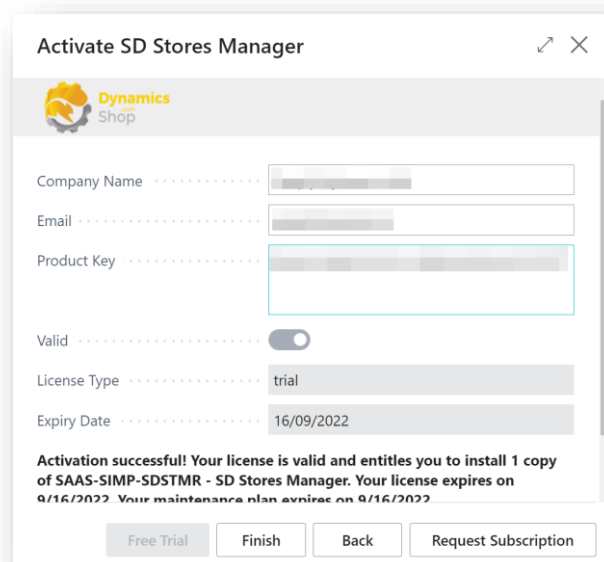 Activate SD Stores Manager
Dynamics
.com
Shop
Company Name
Email
Product Key
Valid
License Type
trial
Expiry Date
16/09/2022
Activation successful! Your license is valid and entitles you to install 1 copy
of SAAS-SIMP-SDSTMR - SD Stores Manager. Your license expires on
9/16/2022. Your maintenance plan expires on 9/16/2022
Free Trial
Finish
Back
Request Subscription